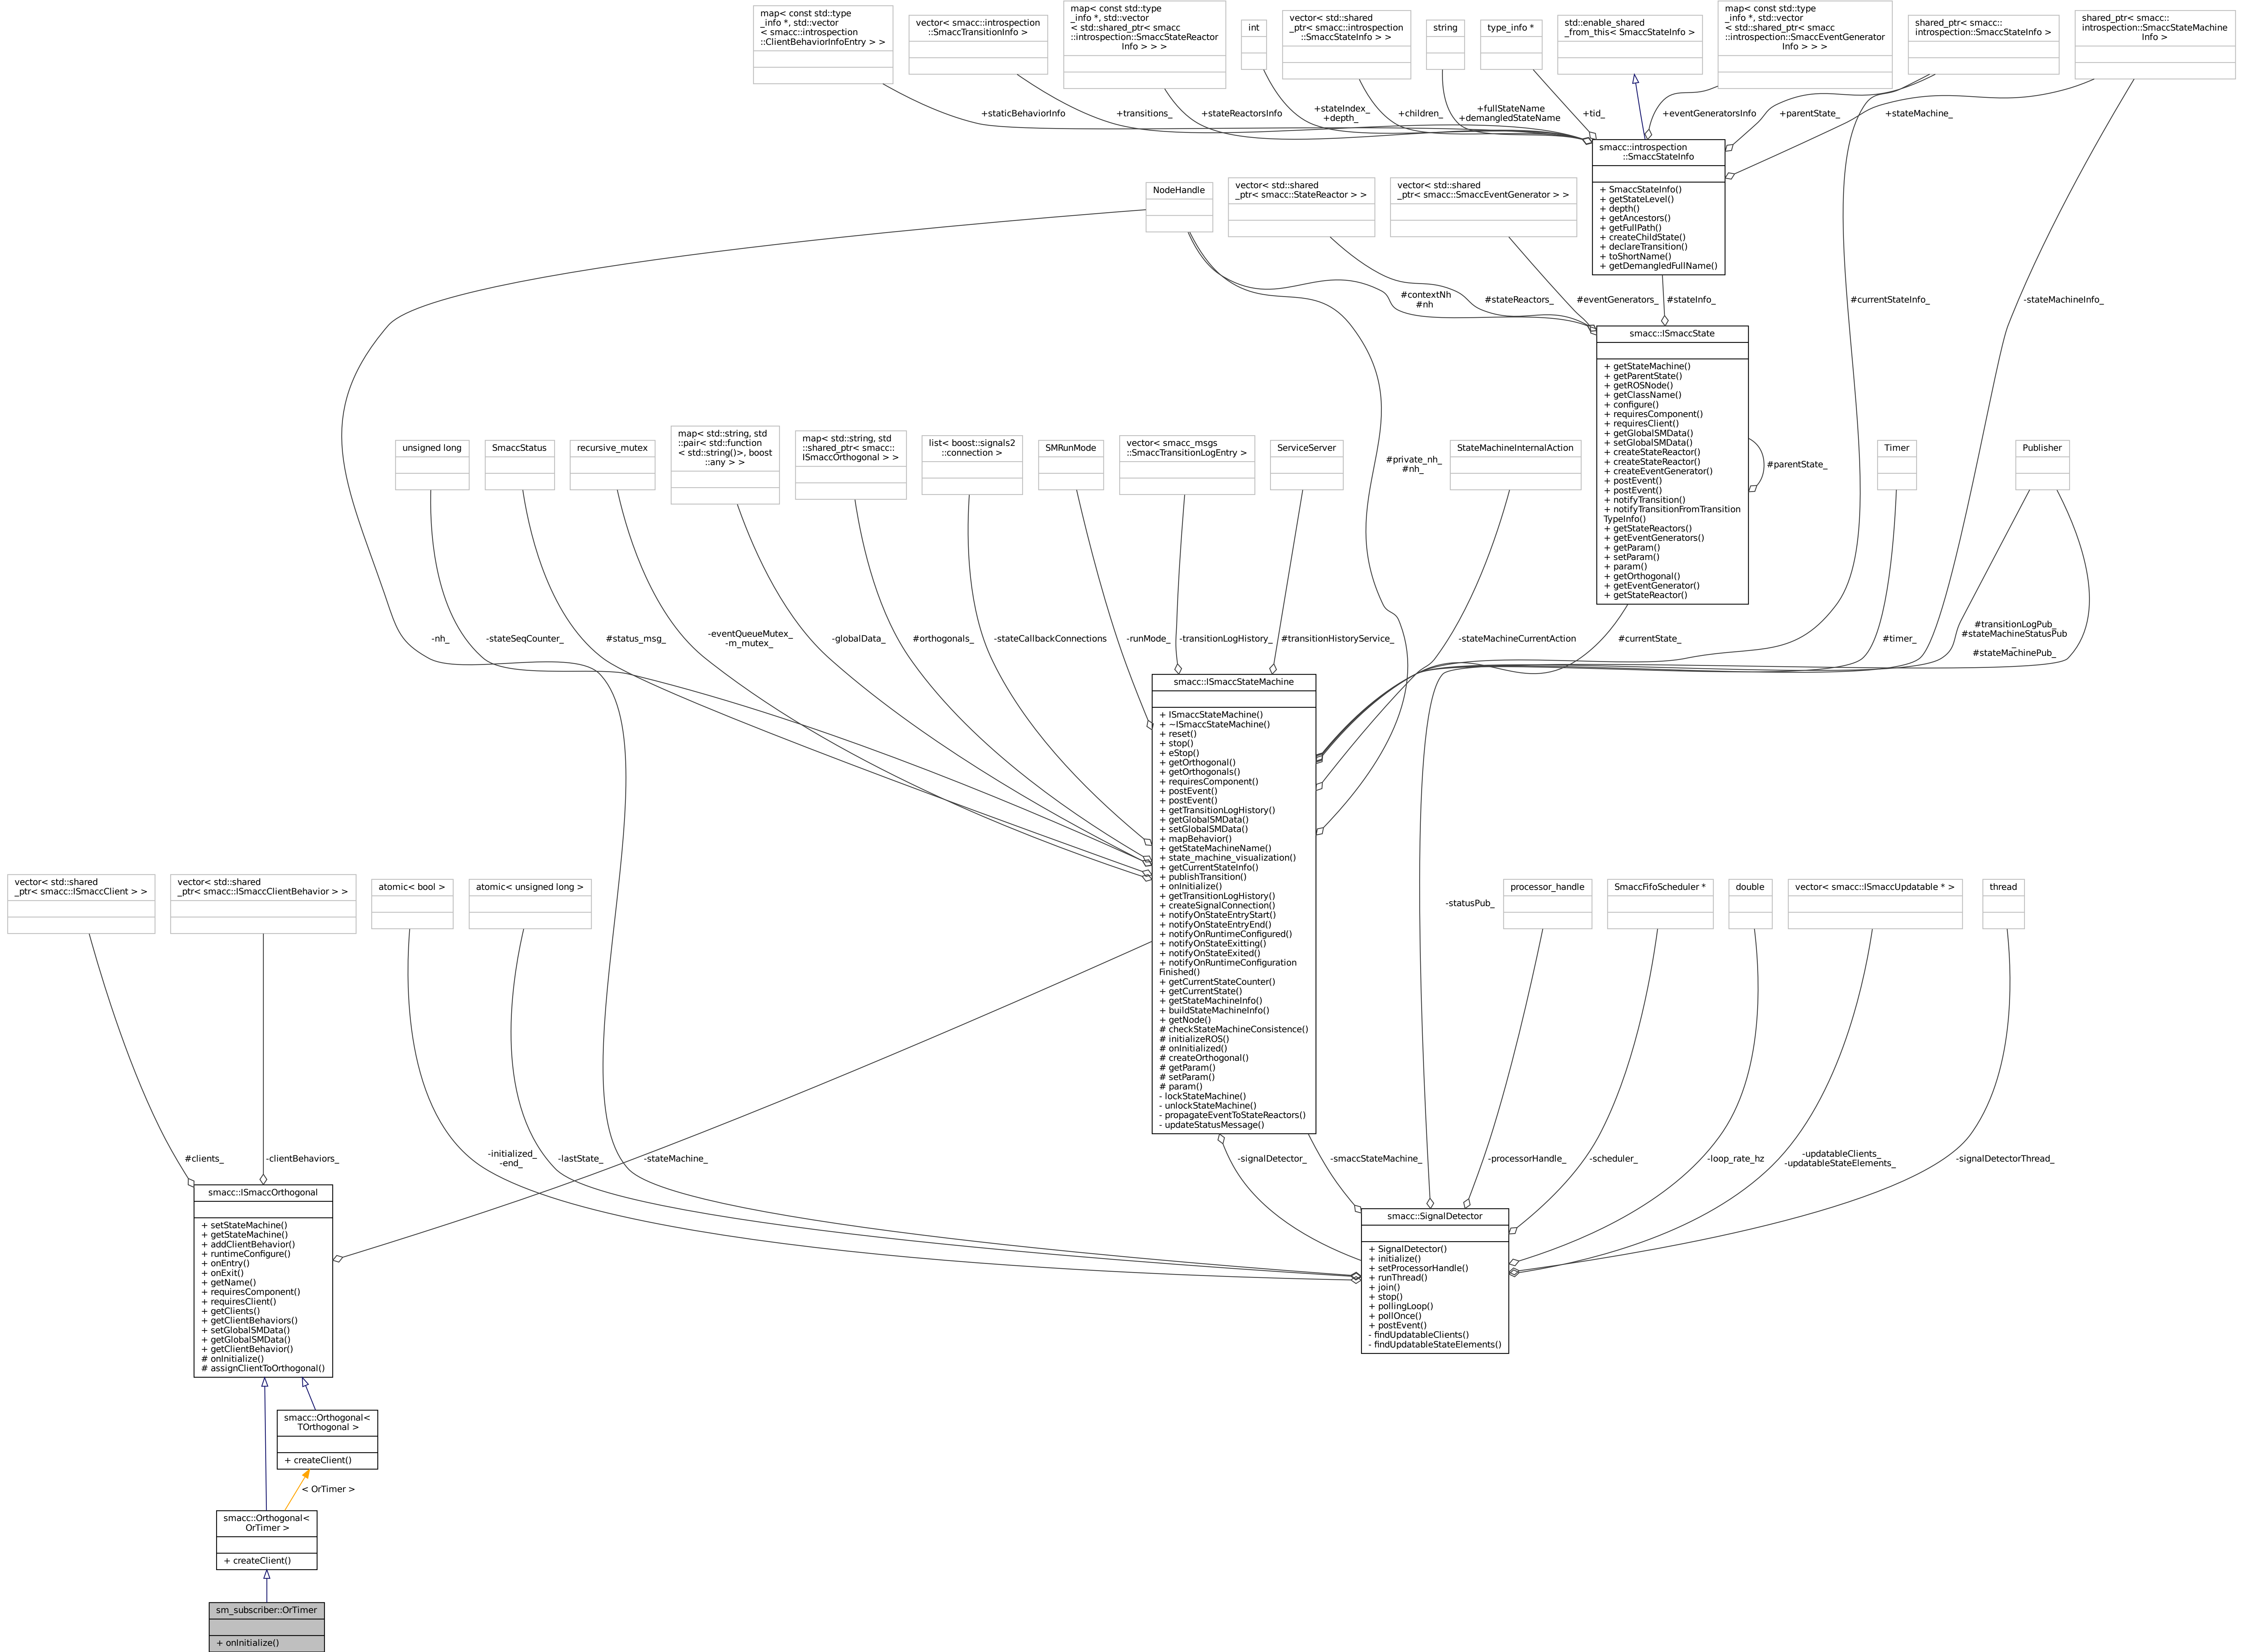 map< const std::type
_info *, std::vector
< smacc::introspection
::ClientBehaviorInfoEntry > >
vector< smacc::introspection
::SmaccTransitionInfo >
map< const std::type
_info *, std::vector
< std::shared_ptr< smacc
::introspection::SmaccStateReactor
Info > > >
int
vector< std::shared
_ptr< smacc::introspection
::SmaccStateInfo > >
string
type_info *
std::enable_shared
_from_this< SmaccStateInfo >
map< const std::type
_info *, std::vector
< std::shared_ptr< smacc
::introspection::SmaccEventGenerator
Info > > >
shared_ptr< smacc::
introspection::SmaccStateInfo >
shared_ptr< smacc::
introspection::SmaccStateMachine
Info >
+staticBehaviorInfo
+transitions_
+stateReactorsInfo
+stateIndex_
+depth_
+children_
+fullStateName
+demangledStateName
+tid_
+eventGeneratorsInfo
+parentState_
+stateMachine_
smacc::introspection
::SmaccStateInfo
+ SmaccStateInfo()
+ getStateLevel()
+ depth()
+ getAncestors()
+ getFullPath()
+ createChildState()
+ declareTransition()
+ toShortName()
+ getDemangledFullName()
NodeHandle
vector< std::shared
_ptr< smacc::StateReactor > >
vector< std::shared
_ptr< smacc::SmaccEventGenerator > >
#contextNh
#nh
#stateReactors_
#eventGenerators_
#stateInfo_
#currentStateInfo_
-stateMachineInfo_
smacc::ISmaccState
+ getStateMachine()
+ getParentState()
+ getROSNode()
+ getClassName()
+ configure()
+ requiresComponent()
+ requiresClient()
+ getGlobalSMData()
+ setGlobalSMData()
+ createStateReactor()
+ createStateReactor()
+ createEventGenerator()
+ postEvent()
+ postEvent()
+ notifyTransition()
+ notifyTransitionFromTransition
TypeInfo()
+ getStateReactors()
+ getEventGenerators()
+ getParam()
+ setParam()
+ param()
+ getOrthogonal()
+ getEventGenerator()
+ getStateReactor()
#parentState_
unsigned long
SmaccStatus
recursive_mutex
map< std::string, std
::pair< std::function
< std::string()>, boost
::any > >
map< std::string, std
::shared_ptr< smacc::
ISmaccOrthogonal > >
list< boost::signals2
::connection >
SMRunMode
vector< smacc_msgs
::SmaccTransitionLogEntry >
ServiceServer
#private_nh_
#nh_
StateMachineInternalAction
Timer
Publisher
-nh_
-stateSeqCounter_
#status_msg_
-eventQueueMutex_
-m_mutex_
-globalData_
#orthogonals_
-stateCallbackConnections
-runMode_
-transitionLogHistory_
#transitionHistoryService_
-stateMachineCurrentAction
#currentState_
#timer_
#transitionLogPub_
#stateMachineStatusPub
_
#stateMachinePub_
smacc::ISmaccStateMachine
+ ISmaccStateMachine()
+ ~ISmaccStateMachine()
+ reset()
+ stop()
+ eStop()
+ getOrthogonal()
+ getOrthogonals()
+ requiresComponent()
+ postEvent()
+ postEvent()
+ getTransitionLogHistory()
+ getGlobalSMData()
+ setGlobalSMData()
+ mapBehavior()
+ getStateMachineName()
+ state_machine_visualization()
+ getCurrentStateInfo()
+ publishTransition()
+ onInitialize()
+ getTransitionLogHistory()
+ createSignalConnection()
+ notifyOnStateEntryStart()
+ notifyOnStateEntryEnd()
+ notifyOnRuntimeConfigured()
+ notifyOnStateExitting()
+ notifyOnStateExited()
+ notifyOnRuntimeConfiguration
Finished()
+ getCurrentStateCounter()
+ getCurrentState()
+ getStateMachineInfo()
+ buildStateMachineInfo()
+ getNode()
# checkStateMachineConsistence()
# initializeROS()
# onInitialized()
# createOrthogonal()
# getParam()
# setParam()
# param()
- lockStateMachine()
- unlockStateMachine()
- propagateEventToStateReactors()
- updateStatusMessage()
vector< std::shared
_ptr< smacc::ISmaccClient > >
vector< std::shared
_ptr< smacc::ISmaccClientBehavior > >
atomic< bool >
atomic< unsigned long >
-statusPub_
processor_handle
SmaccFifoScheduler *
double
vector< smacc::ISmaccUpdatable * >
thread
#clients_
-clientBehaviors_
-initialized_
-end_
-lastState_
-stateMachine_
-signalDetector_
-smaccStateMachine_
-processorHandle_
-scheduler_
-loop_rate_hz
-updatableClients_
-updatableStateElements_
-signalDetectorThread_
smacc::ISmaccOrthogonal
+ setStateMachine()
+ getStateMachine()
+ addClientBehavior()
+ runtimeConfigure()
+ onEntry()
+ onExit()
+ getName()
+ requiresComponent()
+ requiresClient()
+ getClients()
+ getClientBehaviors()
+ setGlobalSMData()
+ getGlobalSMData()
+ getClientBehavior()
# onInitialize()
# assignClientToOrthogonal()
smacc::SignalDetector
+ SignalDetector()
+ initialize()
+ setProcessorHandle()
+ runThread()
+ join()
+ stop()
+ pollingLoop()
+ pollOnce()
+ postEvent()
- findUpdatableClients()
- findUpdatableStateElements()
smacc::Orthogonal<
TOrthogonal >
+ createClient()
< OrTimer >
smacc::Orthogonal<
OrTimer >
+ createClient()
sm_subscriber::OrTimer
+ onInitialize()